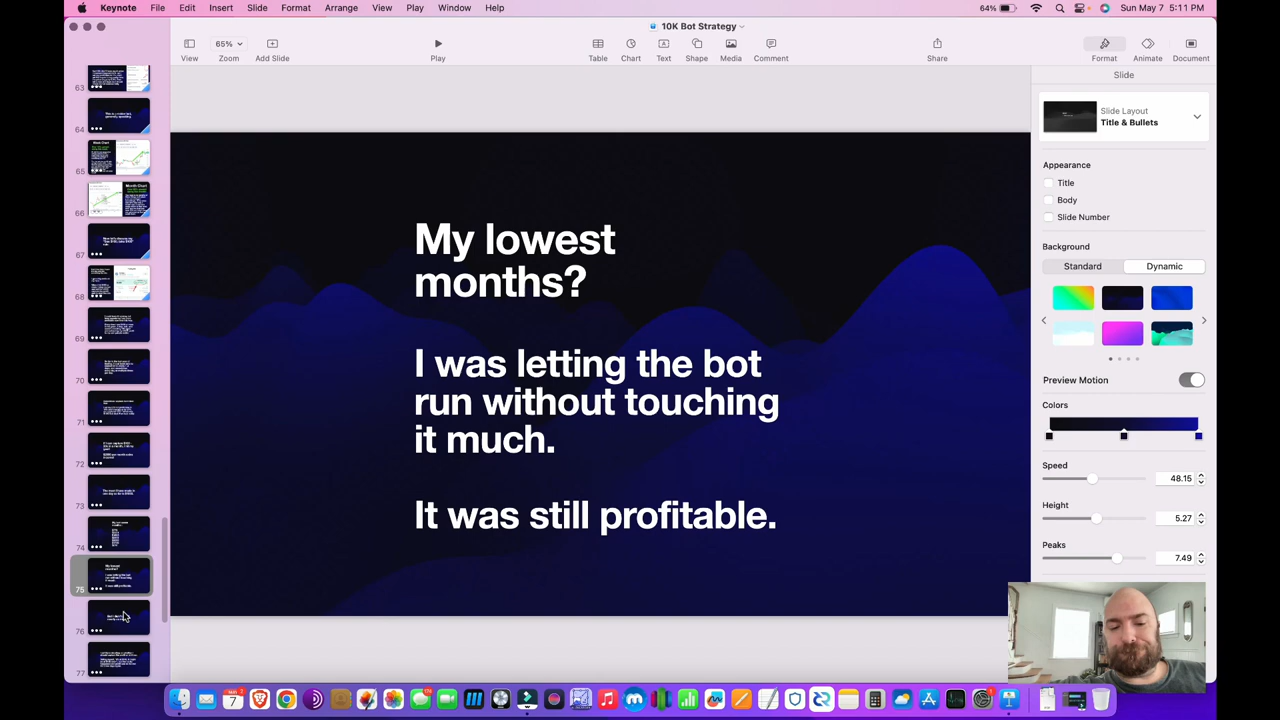 Keynote File Edit Insert Slide Format Arrange View Play Window Help
64% Sun May 7 5:11 PM
10K Bot Strategy
65%
View Zoom Add Slide Play Table Chart Text Shape Media Comment Share Format Animate Document
Slide
Slide Layout
Title & Bullets
Appearance
Title
Body
Slide Number
Background
Standard Dynamic
Preview Motion
Colors
Speed
48.15
Height
5.27
Peaks
7.49
63
64
65
66
67
68
69
70
71
72
73
74
75
76
77
My lowest
months?
I was letting the bot
run without touching
it much.
It was still profitable.